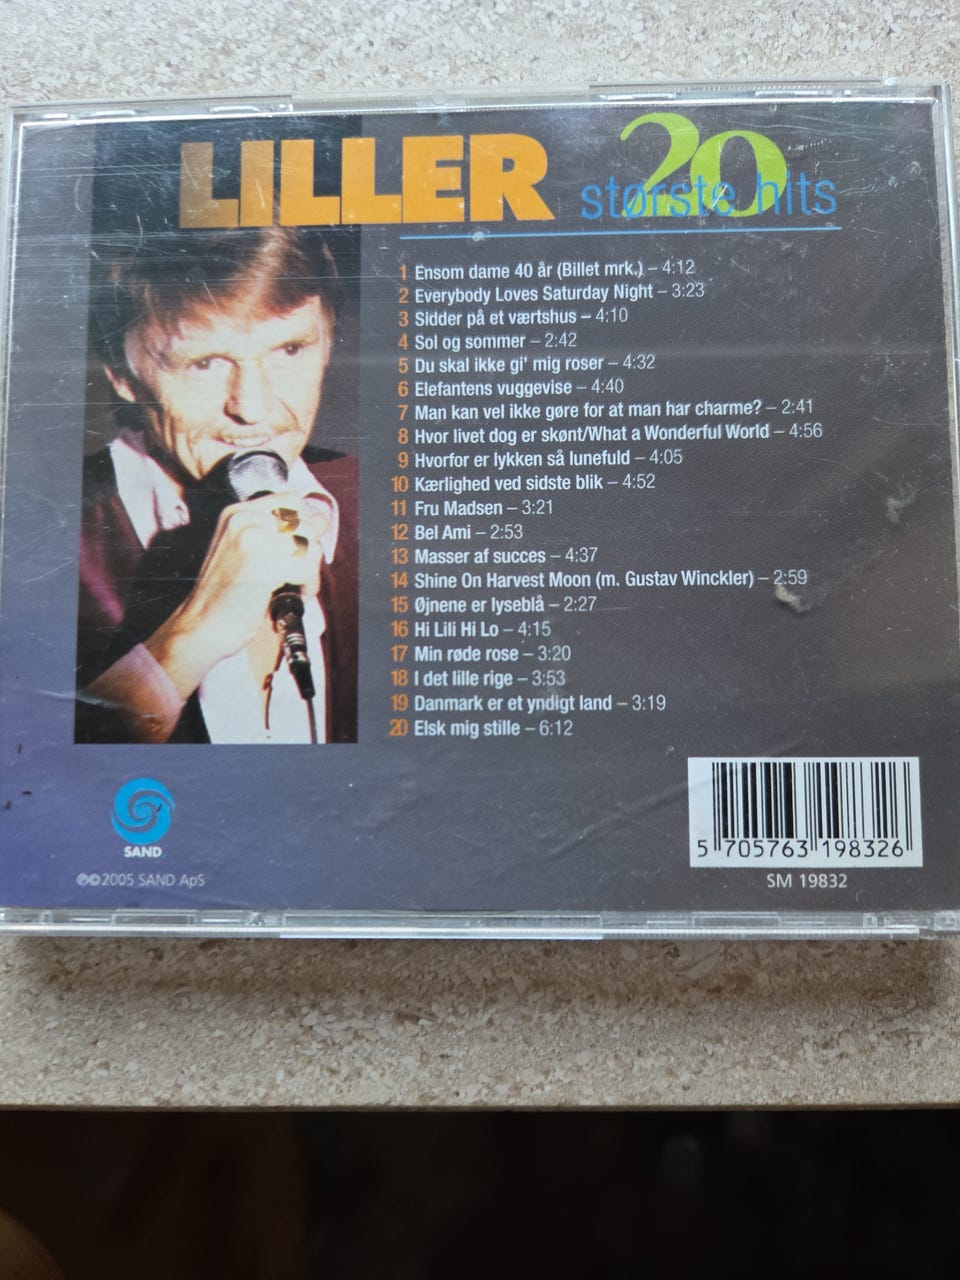 LILLER 20
største hits
1 Ensom dame 40 år (Billet mrk.) – 4:12
2 Everybody Loves Saturday Night – 3:23
3 Sidder på et værtshus – 4:10
4 Sol og sommer – 2:42
5 Du skal ikke gi' mig roser – 4:32
6 Elefantens vuggevise – 4:40
7 Man kan vel ikke gøre for at man har charme? – 2:41
8 Hvor livet dog er skønt/What a Wonderful World – 4:56
9 Hvorfor er lykken så lunefuld – 4:05
10 Kærlighed ved sidste blik – 4:52
11 Fru Madsen – 3:21
12 Bel Ami – 2:53
13 Masser af succes – 4:37
14 Shine On Harvest Moon (m. Gustav Winckler) – 2:59
15 Øjnene er lyseblå – 2:27
16 Hi Lili Hi Lo – 4:15
17 Min røde rose – 3:20
18 I det lille rige – 3:53
19 Danmark er et yndigt land – 3:19
20 Elsk mig stille – 6:12
SAND
℗©2005 SAND ApS
5 705763 198326
SM 19832